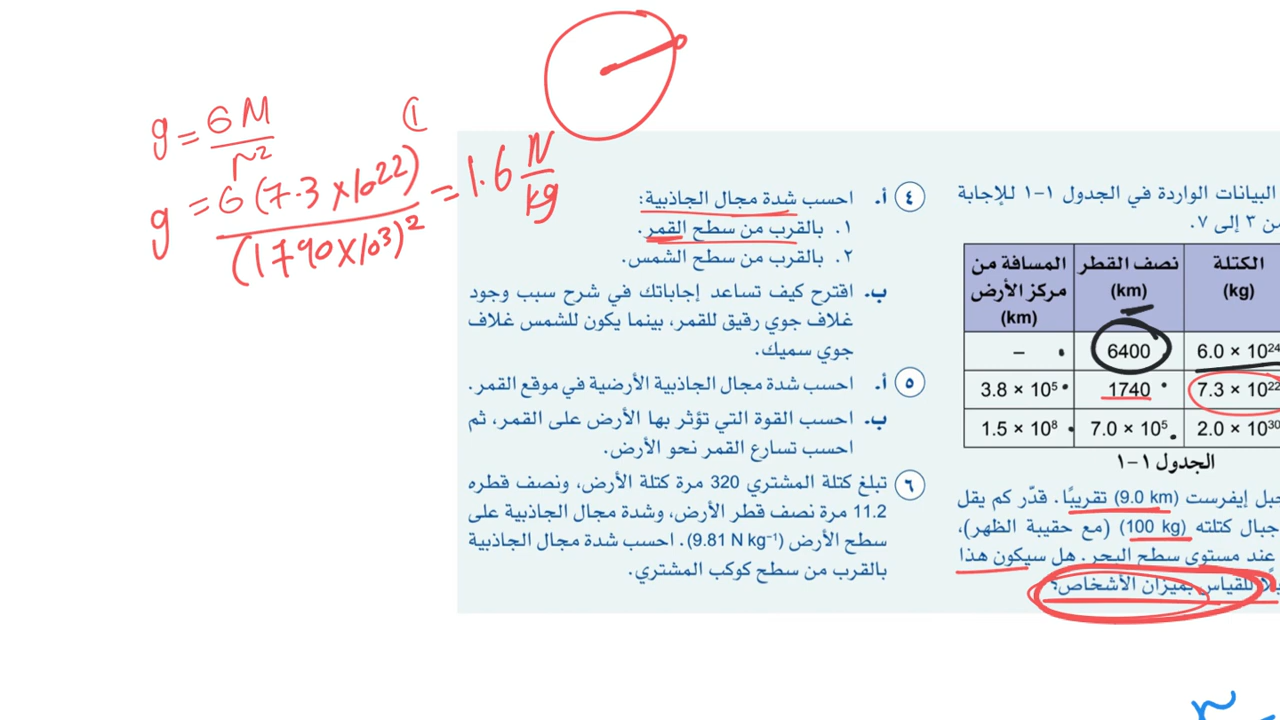 g = GM / r²
①
g = G (7.3 × 10²²) / (1740 × 10³)² = 1.6 N/kg
البيانات الواردة في الجدول ١-١ للإجابة
من ٣ إلى ٧.
الكتلة (kg) نصف القطر (km) المسافة من مركز الأرض (km)
6.0 × 10²⁴ 6400 –
7.3 × 10²² 1740 3.8 × 10⁵
2.0 × 10³⁰ 7.0 × 10⁵ 1.5 × 10⁸
الجدول ١-١
جبل إيفرست (9.0 km) تقريبًا. قدّر كم يقل
جبال كتلته (100 kg) (مع حقيبة الظهر)،
عند مستوى سطح البحر. هل سيكون هذا
للقياس بميزان الأشخاص؟
٤ أ. احسب شدة مجال الجاذبية:
١. بالقرب من سطح القمر.
٢. بالقرب من سطح الشمس.
ب. اقترح كيف تساعد إجاباتك في شرح سبب وجود
غلاف جوي رقيق للقمر، بينما يكون للشمس غلاف
جوي سميك.
٥ أ. احسب شدة مجال الجاذبية الأرضية في موقع القمر.
ب. احسب القوة التي تؤثر بها الأرض على القمر، ثم
احسب تسارع القمر نحو الأرض.
٦ تبلغ كتلة المشتري 320 مرة كتلة الأرض، ونصف قطره
11.2 مرة نصف قطر الأرض، وشدة مجال الجاذبية على
سطح الأرض (9.81 N kg⁻¹). احسب شدة مجال الجاذبية
بالقرب من سطح كوكب المشتري.